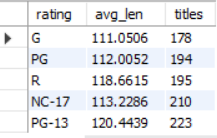 rating avg_len titles
G 111.0506 178
PG 112.0052 194
R 118.6615 195
NC-17 113.2286 210
PG-13 120.4439 223